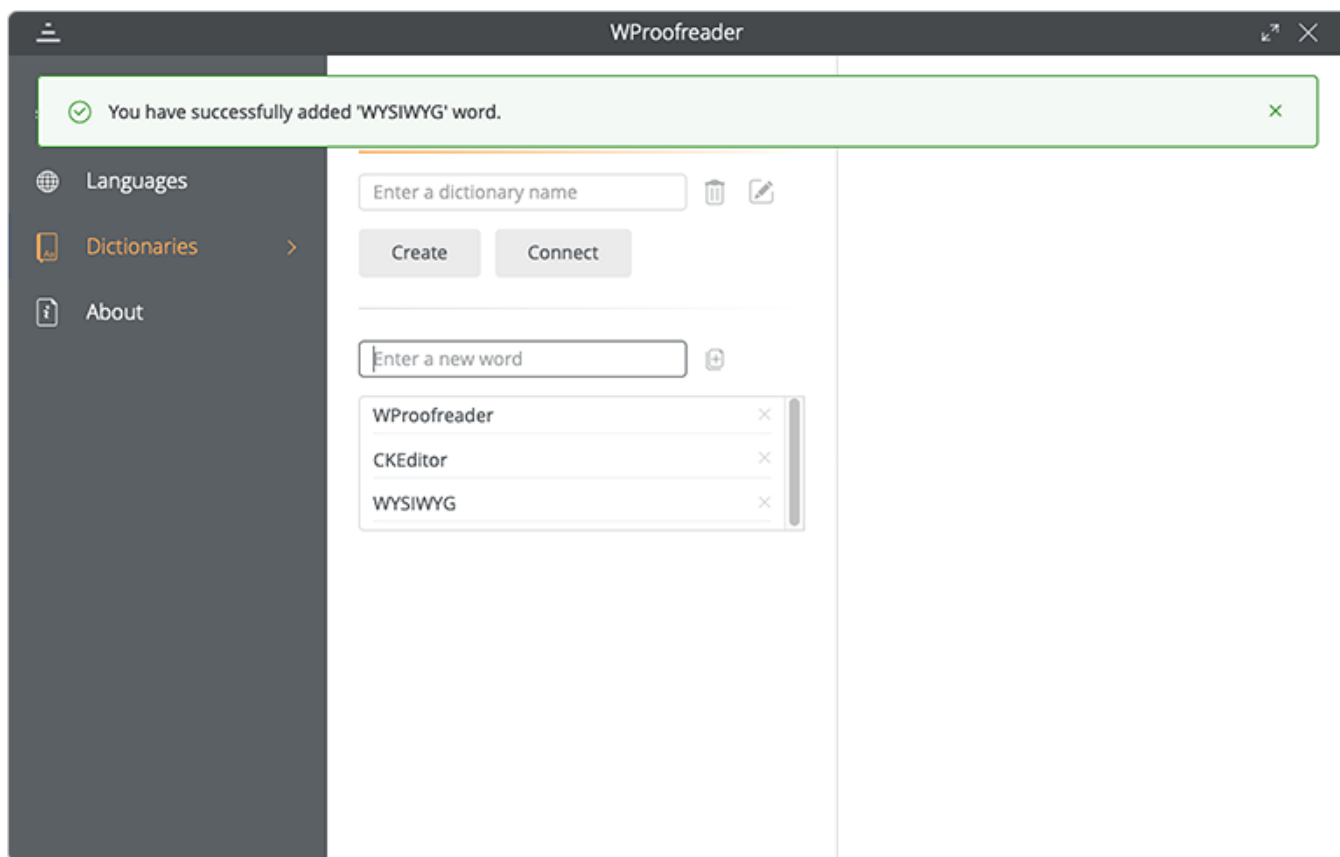 WProofreader
You have successfully added 'WYSIWYG' word.
Languages
Dictionaries
About
Enter a dictionary name
Create
Connect
Enter a new word
WProofreader
CKEditor
WYSIWYG